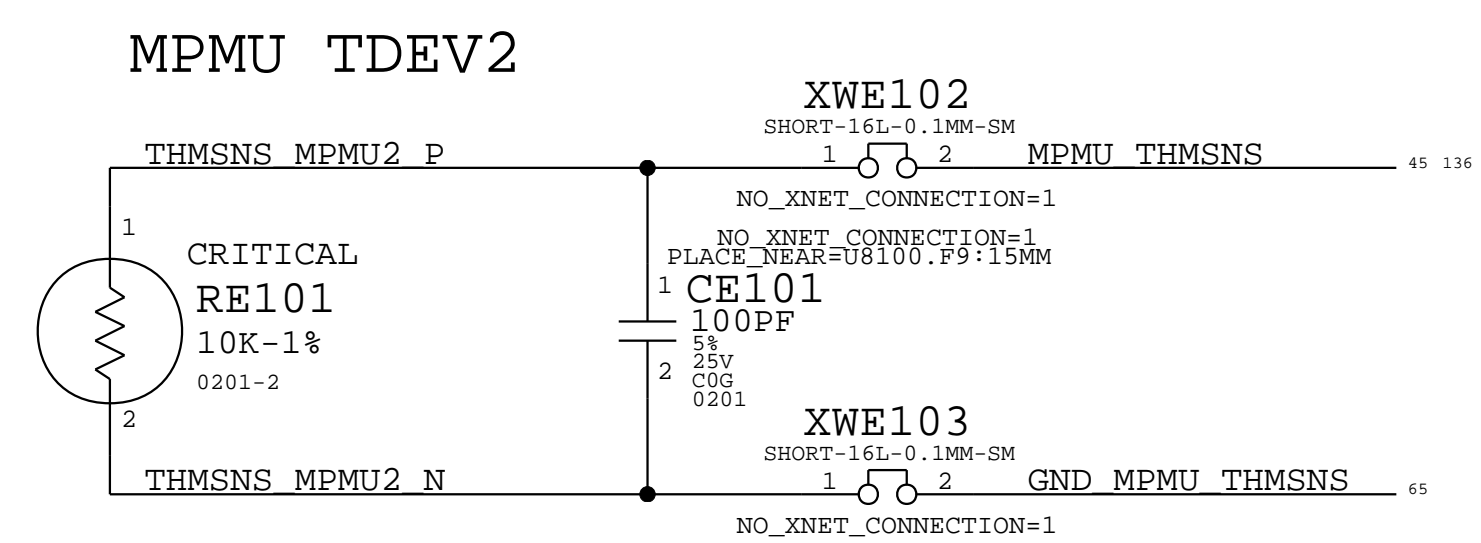 MPMU TDEV2
XWE102
SHORT-16L-0.1MM-SM
THMSNS_MPMU2_P
1
2
MPMU_THMSNS
45 136
NO_XNET_CONNECTION=1
1
NO_XNET_CONNECTION=1
CRITICAL
PLACE_NEAR=U8100.F9:15MM
RE101
1
CE101
100PF
10K-1%
5%
25V
0201-2
2
C0G
0201
2
XWE103
SHORT-16L-0.1MM-SM
THMSNS_MPMU2_N
1
2
GND_MPMU_THMSNS
65
NO_XNET_CONNECTION=1